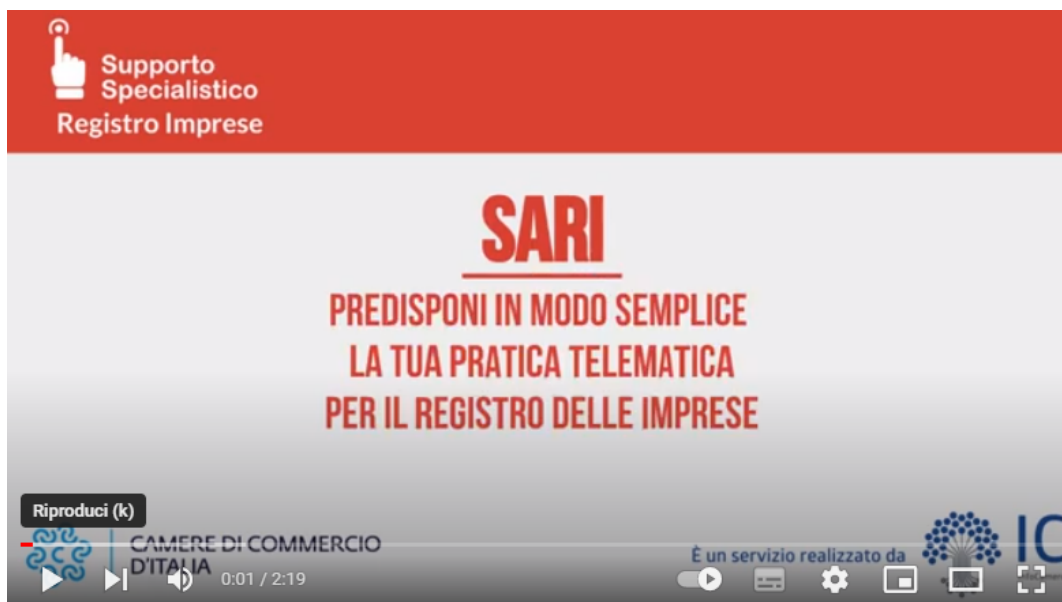 Supporto
Specialistico
Registro Imprese
SARI
PREDISPONI IN MODO SEMPLICE
LA TUA PRATICA TELEMATICA
PER IL REGISTRO DELLE IMPRESE
Riproduci (k)
CAMERE DI COMMERCIO
D'ITALIA
È un servizio realizzato da
IC
0:01 / 2:19